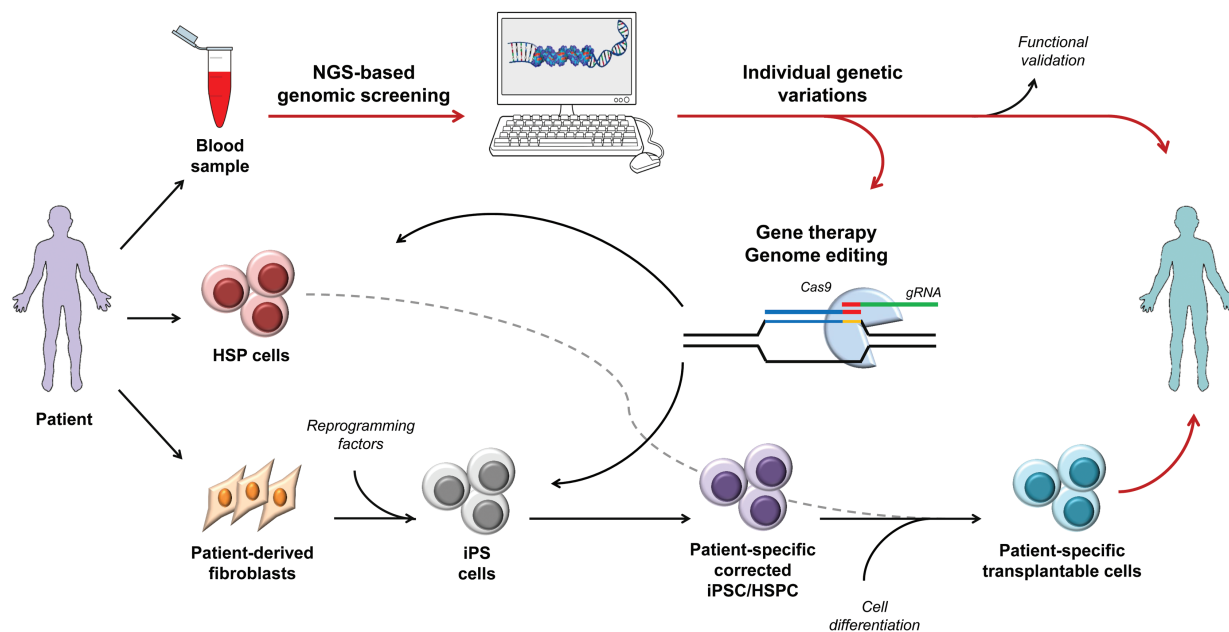 NGS-based
genomic screening
Individual genetic
variations
Functional
validation
Blood
sample
Gene therapy
Genome editing
Cas9
gRNA
HSP cells
Patient
Reprogramming
factors
Patient-derived
fibroblasts
iPS
cells
Patient-specific
corrected
iPSC/HSPC
Cell
differentiation
Patient-specific
transplantable cells